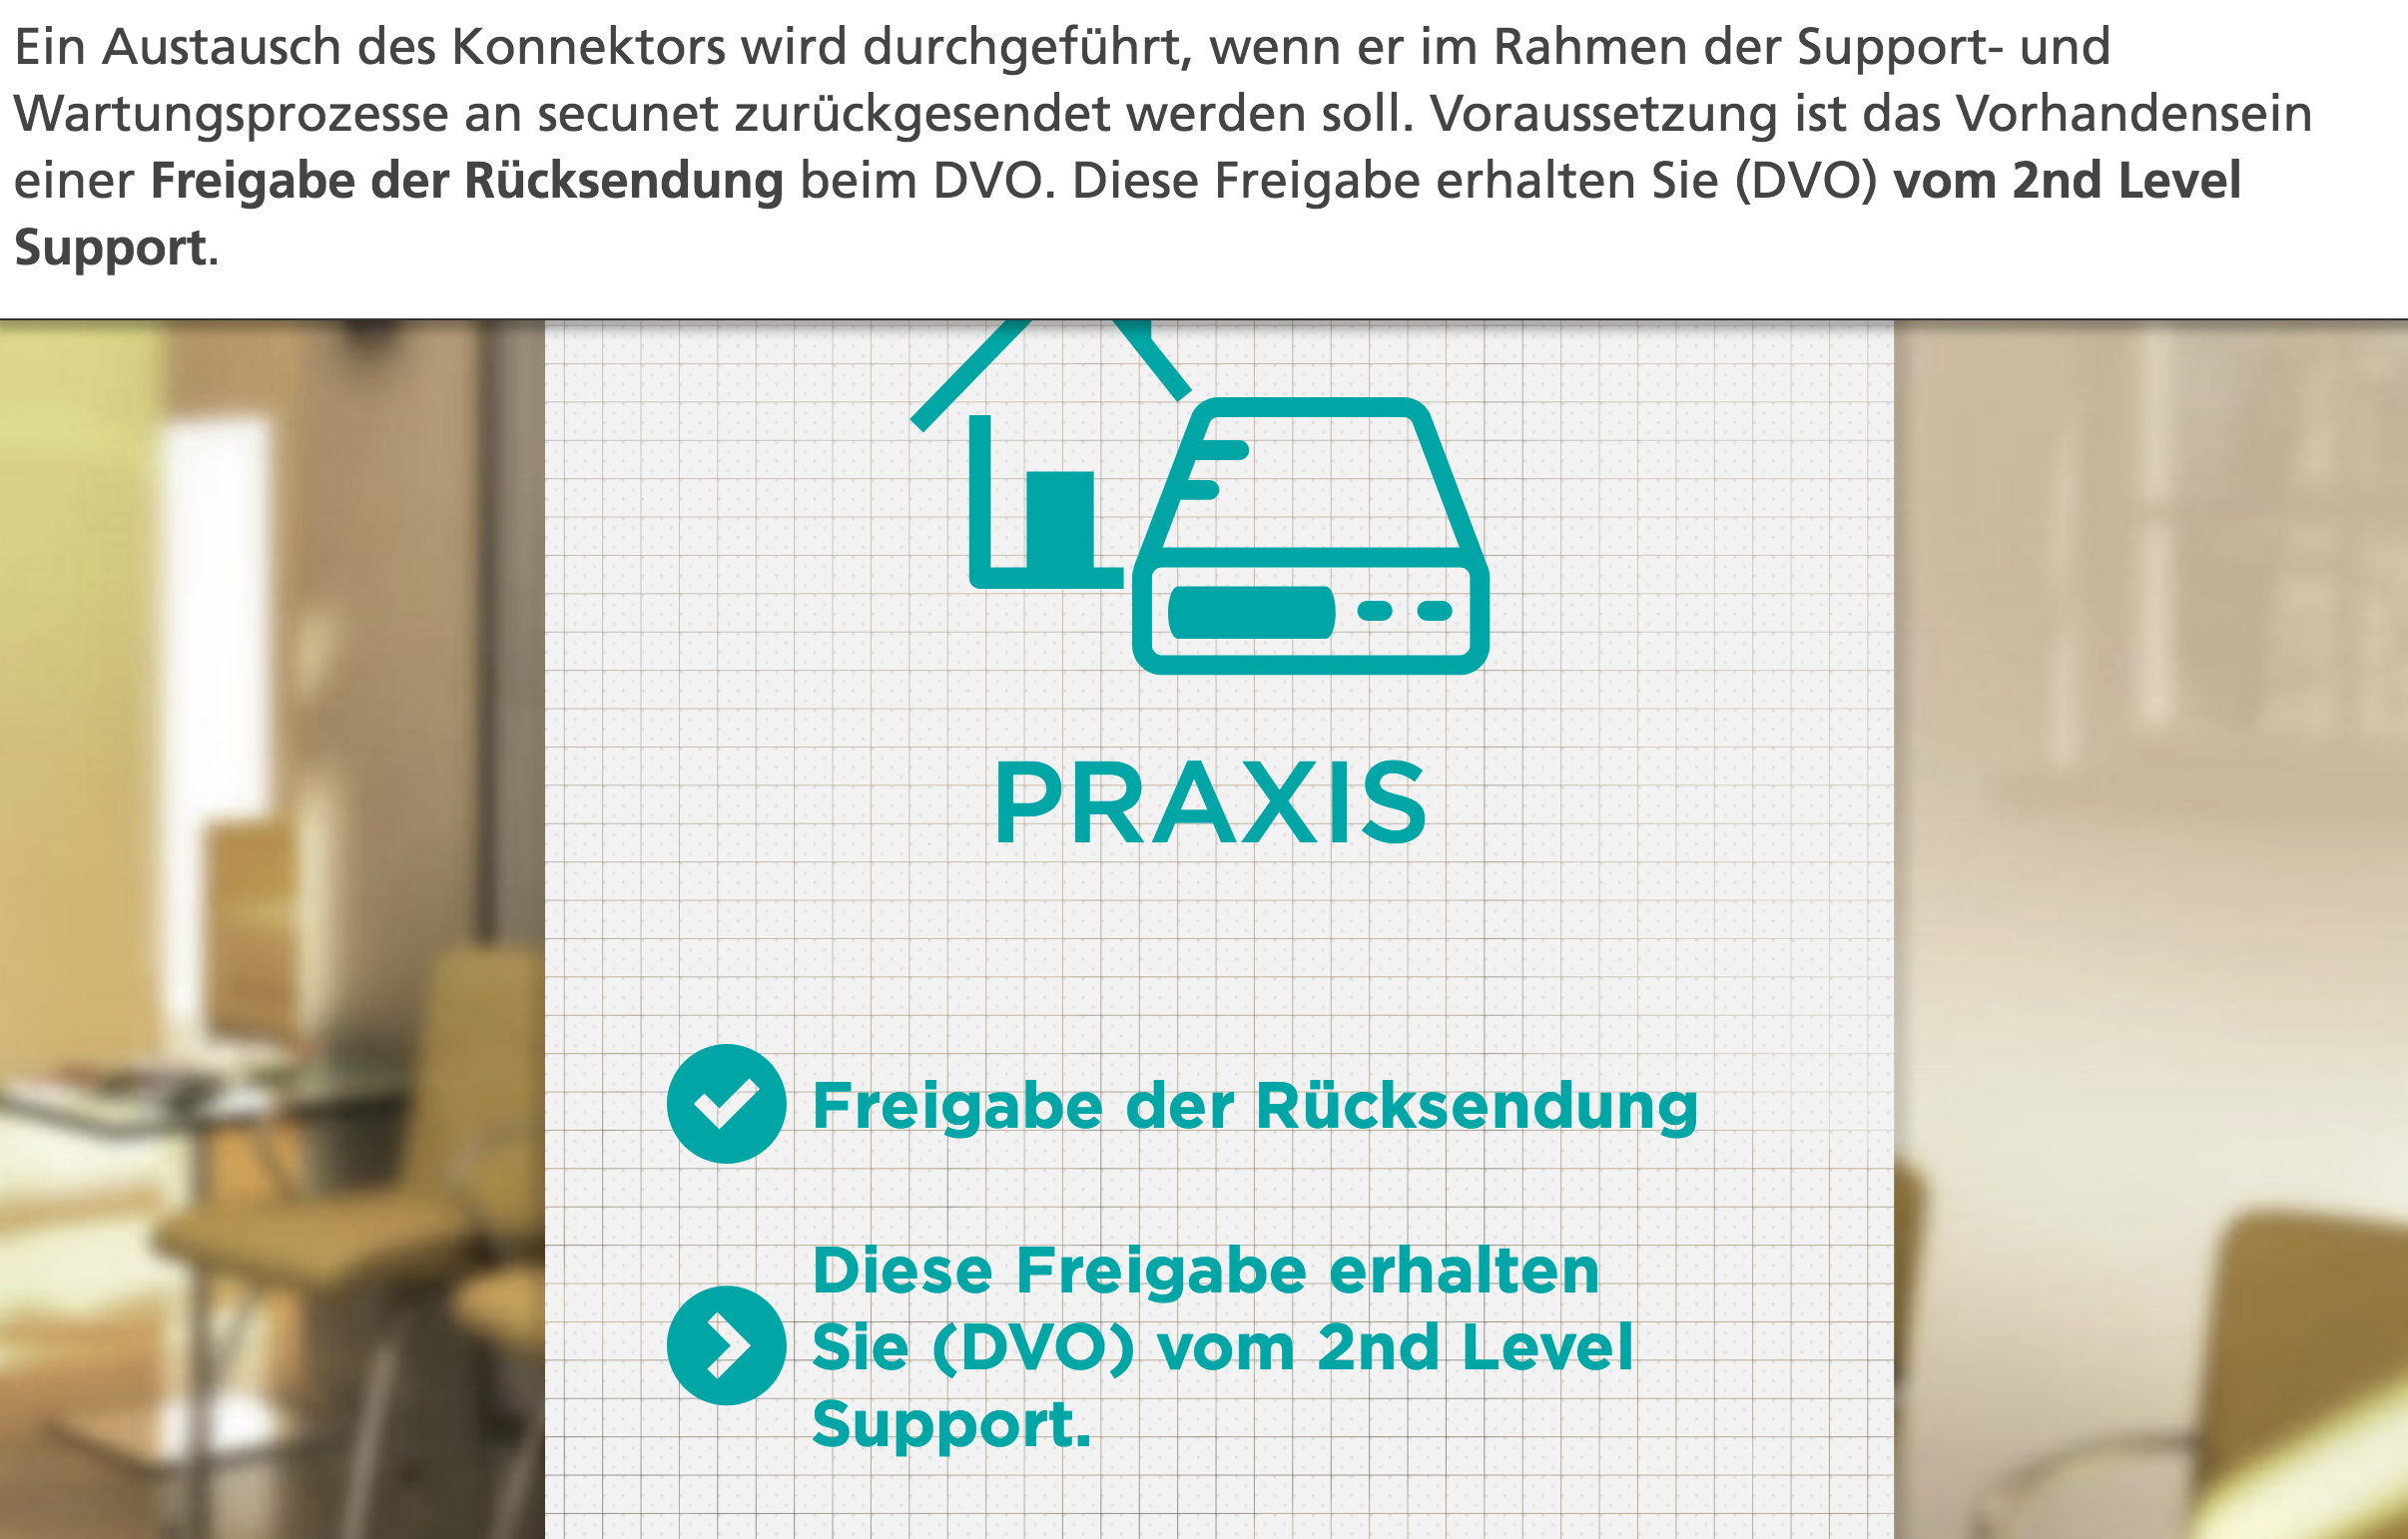 Ein Austausch des Konnektors wird durchgeführt, wenn er im Rahmen der Support- und
Wartungsprozesse an secunet zurückgesendet werden soll. Voraussetzung ist das Vorhandensein
einer Freigabe der Rücksendung beim DVO. Diese Freigabe erhalten Sie (DVO) vom 2nd Level
Support.
PRAXIS
Freigabe der Rücksendung
Diese Freigabe erhalten
Sie (DVO) vom 2nd Level
Support.